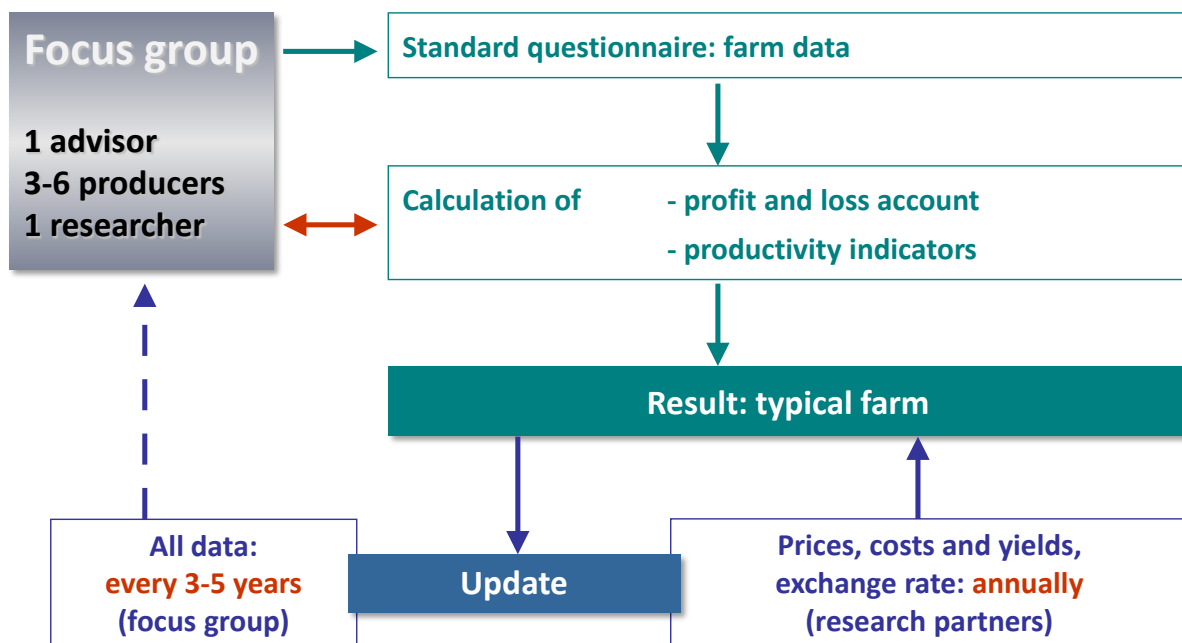 Focus group
1 advisor
3-6 producers
1 researcher
Standard questionnaire: farm data
Calculation of - profit and loss account
- productivity indicators
Result: typical farm
All data:
every 3-5 years
(focus group)
Update
Prices, costs and yields,
exchange rate: annually
(research partners)